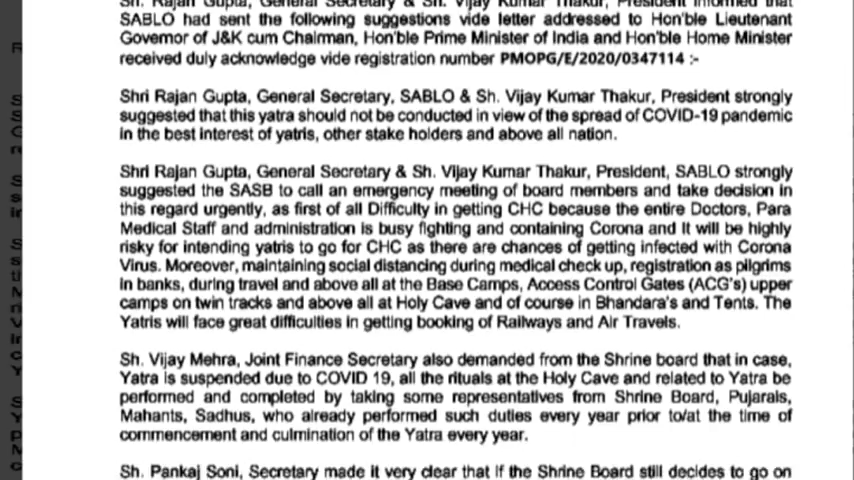 Sh. Rajan Gupta, General Secretary & Sh. Vijay Kumar Thakur, President informed that
SABLO had sent the following suggestions vide letter addressed to Hon'ble Lieutenant
Governor of J&K cum Chairman, Hon'ble Prime Minister of India and Hon'ble Home Minister
received duly acknowledge vide registration number PMOPG/E/2020/0347114 :-
Shri Rajan Gupta, General Secretary, SABLO & Sh. Vijay Kumar Thakur, President strongly
suggested that this yatra should not be conducted in view of the spread of COVID-19 pandemic
in the best interest of yatris, other stake holders and above all nation.
Shri Rajan Gupta, General Secretary & Sh. Vijay Kumar Thakur, President, SABLO strongly
suggested the SASB to call an emergency meeting of board members and take decision in
this regard urgently, as first of all Difficulty in getting CHC because the entire Doctors, Para
Medical Staff and administration is busy fighting and containing Corona and it will be highly
risky for intending yatris to go for CHC as there are chances of getting infected with Corona
Virus. Moreover, maintaining social distancing during medical check up, registration as pilgrims
in banks, during travel and above all at the Base Camps, Access Control Gates (ACG's) upper
camps on twin tracks and above all at Holy Cave and of course in Bhandara's and Tents. The
Yatris will face great difficulties in getting booking of Railways and Air Travels.
Sh. Vijay Mehra, Joint Finance Secretary also demanded from the Shrine board that in case,
Yatra is suspended due to COVID 19, all the rituals at the Holy Cave and related to Yatra be
performed and completed by taking some representatives from Shrine Board, Pujarais,
Mahants, Sadhus, who already performed such duties every year prior to/at the time of
commencement and culmination of the Yatra every year.
Sh. Pankaj Soni, Secretary made it very clear that if the Shrine Board still decides to go on